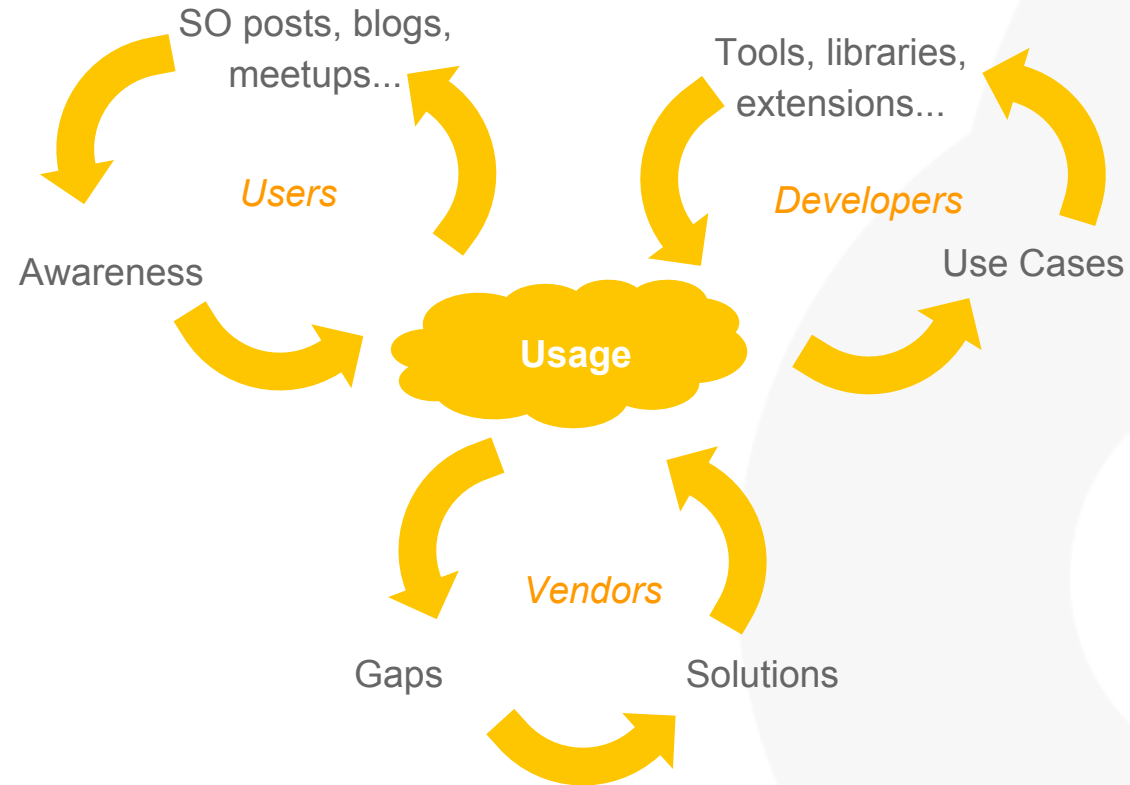 SO posts, blogs,
meetups...
Tools, libraries,
extensions...
Users
Developers
Awareness
Use Cases
Usage
Vendors
Gaps
Solutions